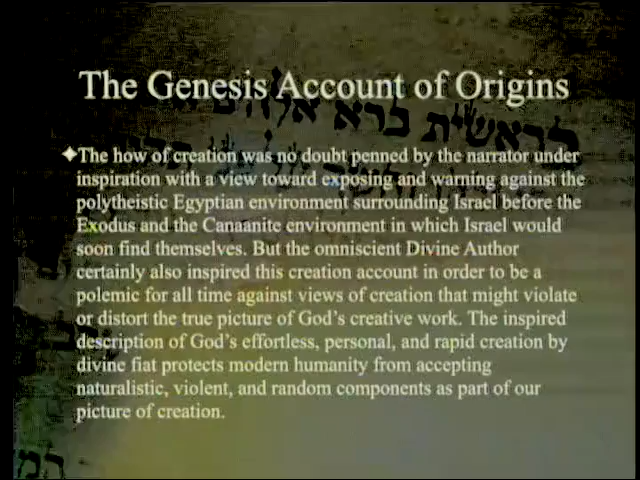 The Genesis Account of Origins
בראשית ברא אלהים
✦The how of creation was no doubt penned by the narrator under
inspiration with a view toward exposing and warning against the
polytheistic Egyptian environment surrounding Israel before the
Exodus and the Canaanite environment in which Israel would
soon find themselves. But the omniscient Divine Author
certainly also inspired this creation account in order to be a
polemic for all time against views of creation that might violate
or distort the true picture of God’s creative work. The inspired
description of God’s effortless, personal, and rapid creation by
divine fiat protects modern humanity from accepting
naturalistic, violent, and random components as part of our
picture of creation.